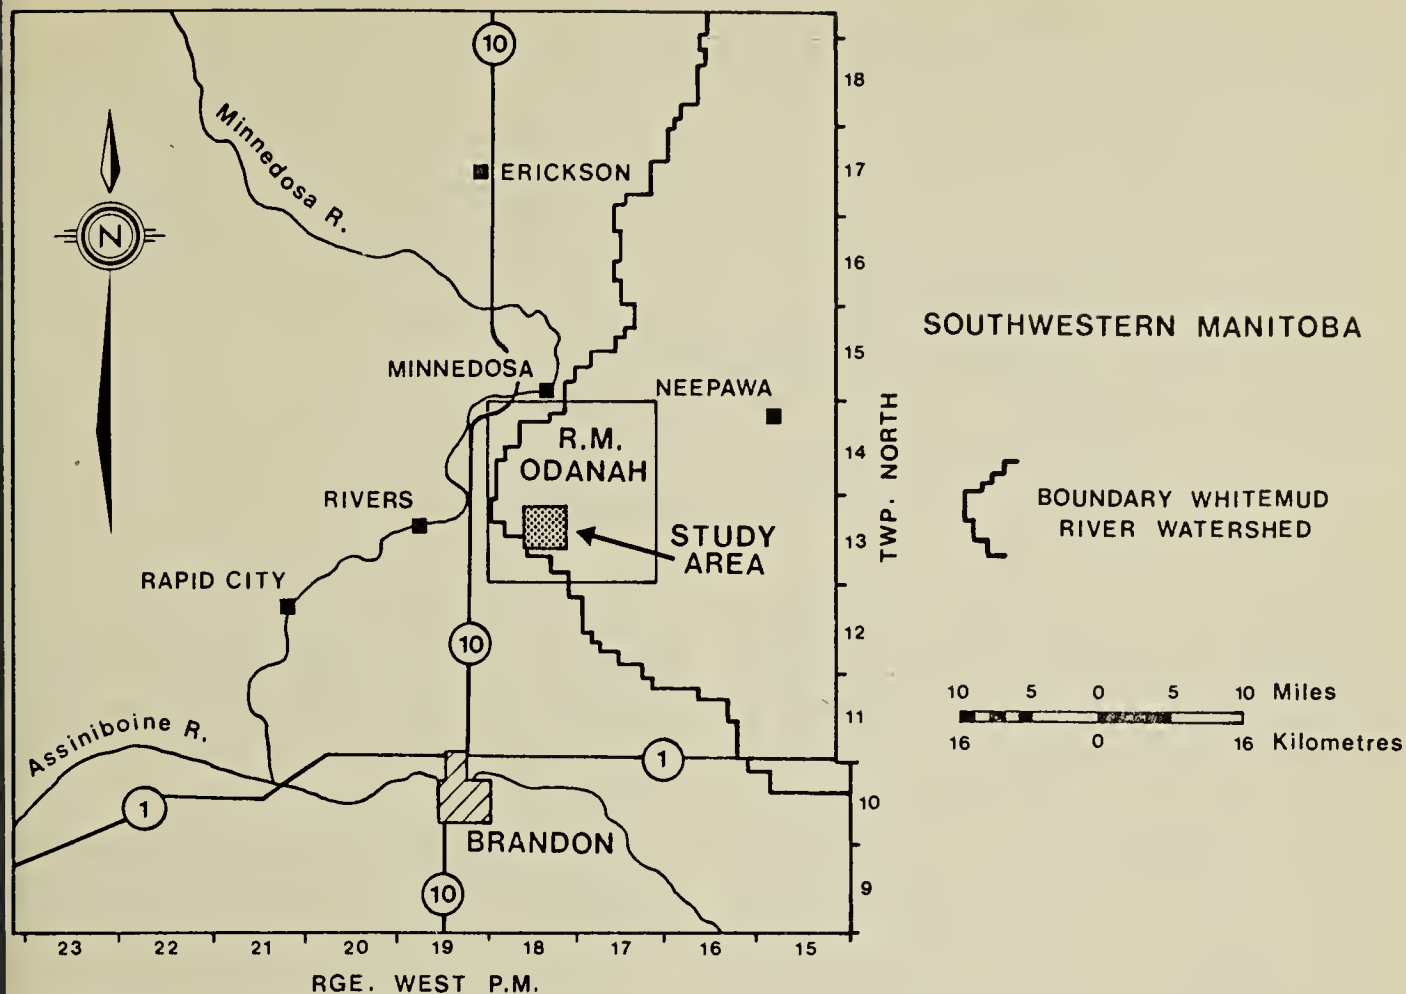 10
18
Minnedosa R.
17
ERICKSON
N
16
SOUTHWESTERN MANITOBA
15
MINNEDOSA
NEEPAWA
TWP. NORTH
R.M.
ODANAH
14
RIVERS
BOUNDARY WHITEMUD
RIVER WATERSHED
STUDY
AREA
13
RAPID CITY
12
10
10 5 0 5 10 Miles
16 0 16 Kilometres
11
Assiniboine R.
1
1
10
BRANDON
10
9
23 22 21 20 19 18 17 16 15
RGE. WEST P.M.